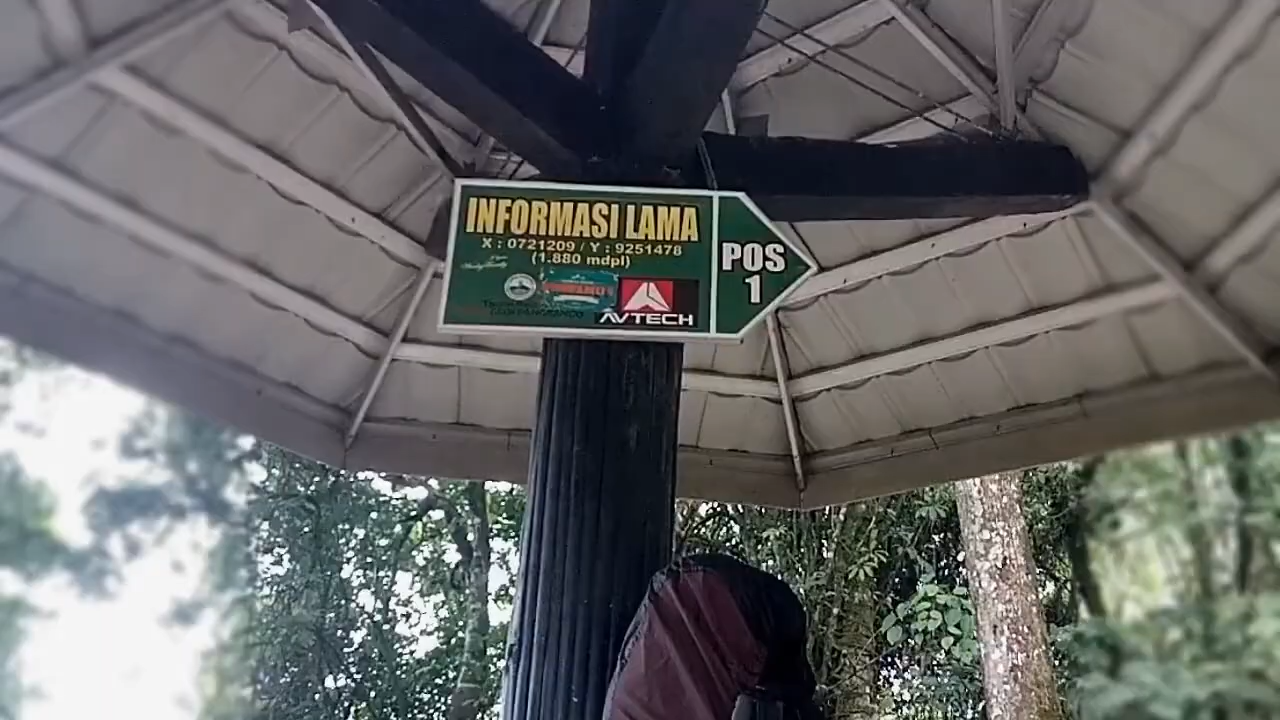 INFORMASI LAMA
X : 0721209 / Y : 9251478
(1.880 mdpl)
POS
1
AVTECH